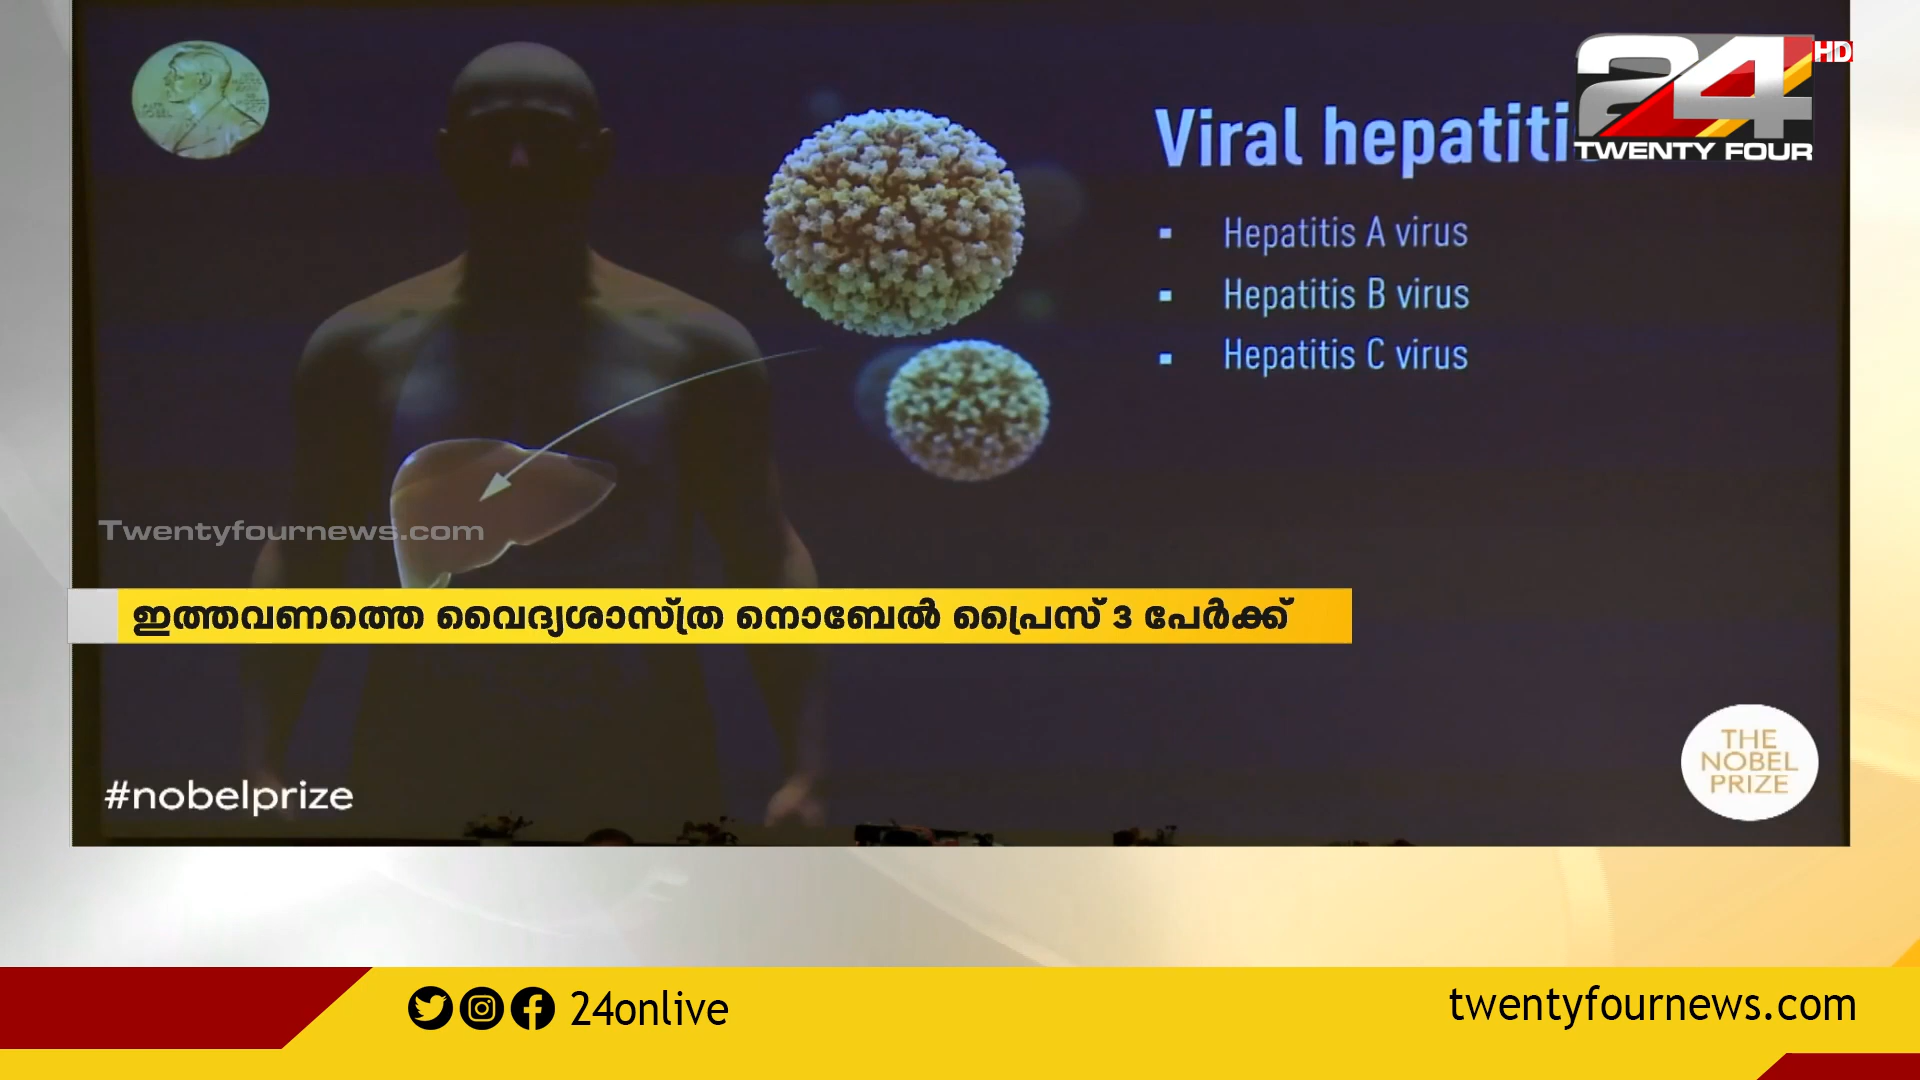 24 HD
TWENTY FOUR
Viral hepatiti
Hepatitis A virus
Hepatitis B virus
Hepatitis C virus
Twentyfournews.com
ഇത്തവണത്തെ വൈദ്യശാസ്ത്ര നൊബേൽ പ്രൈസ് 3 പേർക്ക്
THE
NOBEL
PRIZE
#nobelprize
24onlive
twentyfournews.com